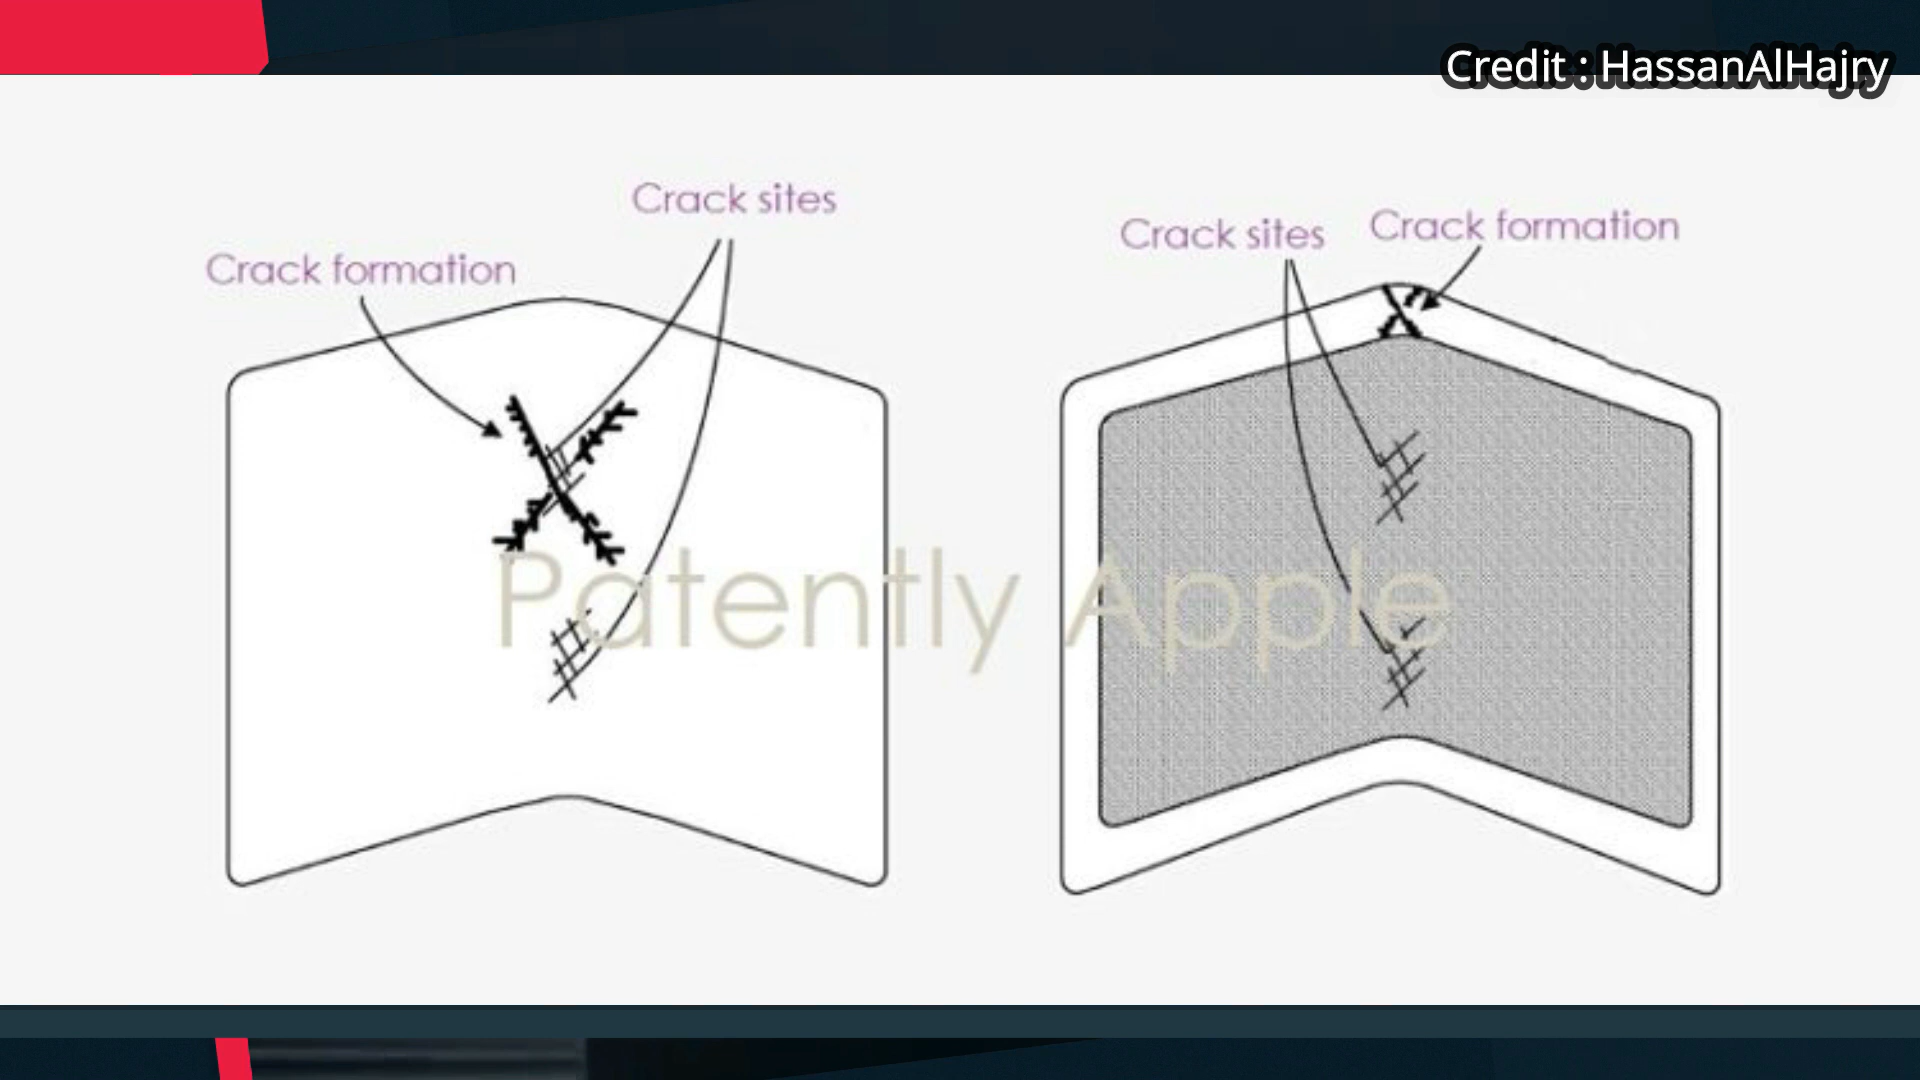 Credit : HassanAlHajry
Crack sites
Crack formation
Crack sites
Crack formation
Patently Apple